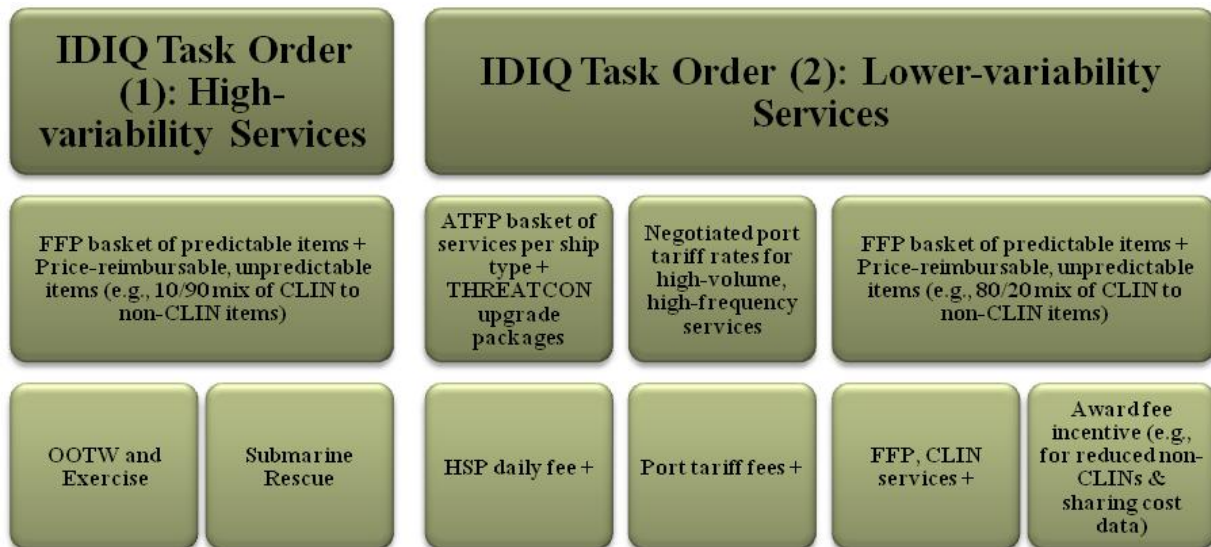 IDIQ Task Order
(1): High-
variability Services
IDIQ Task Order (2): Lower-variability
Services
FFP basket of predictable items +
Price-reimbursable, unpredictable
items (e.g., 10/90 mix of CLIN to
non-CLIN items)
ATFP basket of
services per ship
type +
THREATCON
upgrade
packages
Negotiated port
tariff rates for
high-volume,
high-frequency
services
FFP basket of predictable items +
Price-reimbursable, unpredictable
items (e.g., 80/20 mix of CLIN to
non-CLIN items)
OOTW and
Exercise
Submarine
Rescue
HSP daily fee +
Port tariff fees +
FFP, CLIN
services +
Award fee
incentive (e.g.,
for reduced non-
CLINs &
sharing cost
data)